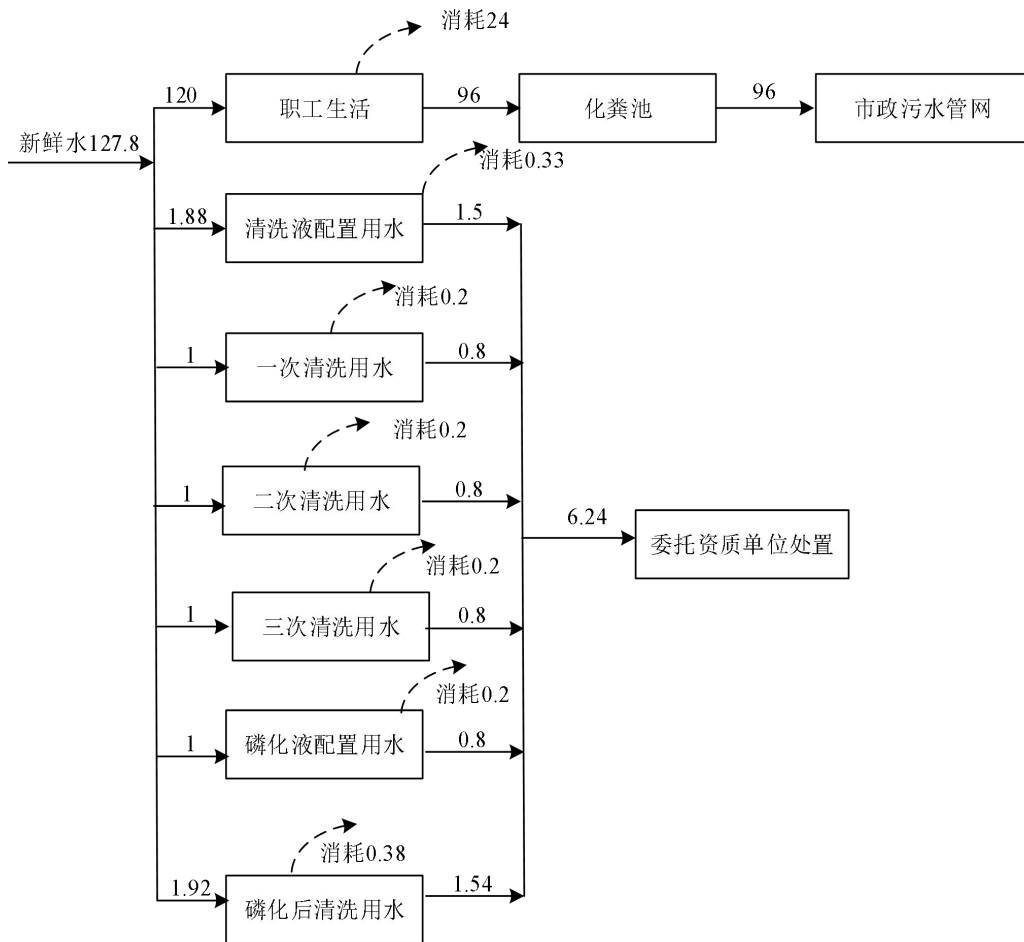 消耗24
120
职工生活
96
化粪池
96
市政污水管网
新鲜水127.8
消耗0.33
1.88
清洗液配置用水
1.5
消耗0.2
1
一次清洗用水
0.8
消耗0.2
1
二次清洗用水
0.8
6.24
委托资质单位处置
消耗0.2
1
三次清洗用水
0.8
消耗0.2
1
磷化液配置用水
0.8
消耗0.38
1.92
磷化后清洗用水
1.54